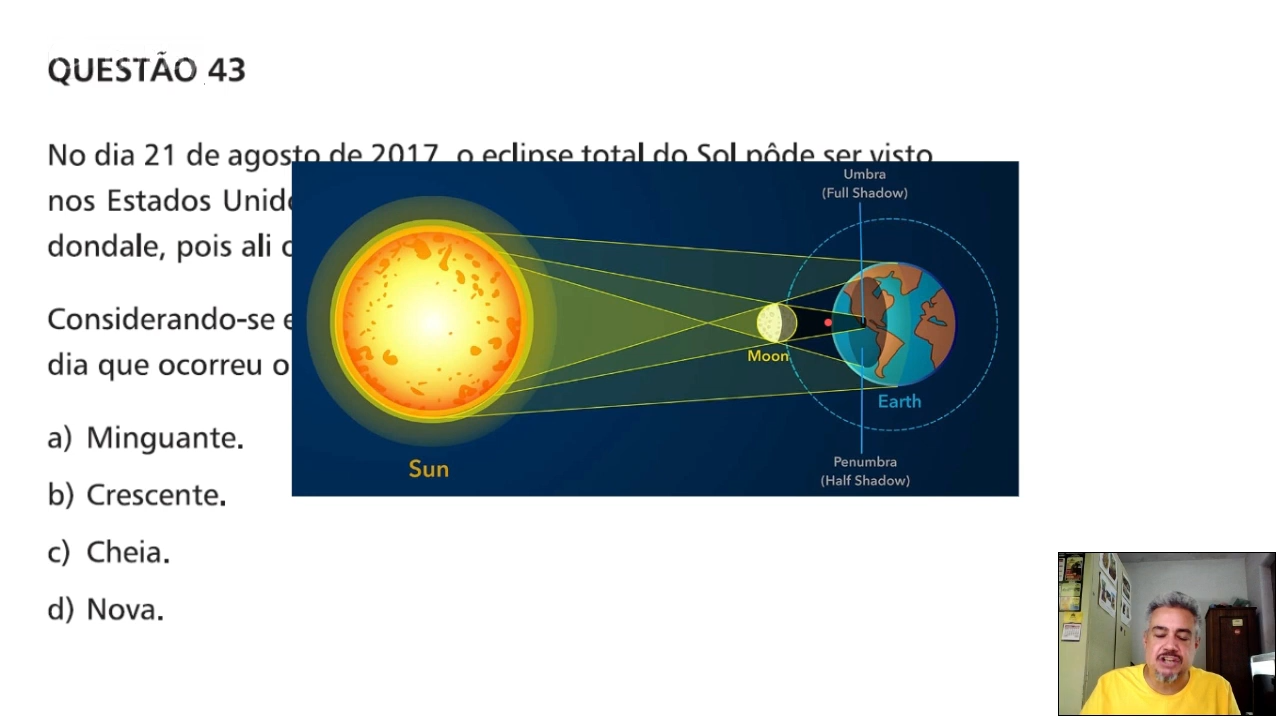 QUESTÃO 43
No dia 21 de agosto de 2017, o eclipse total do Sol pôde ser visto
nos Estados
dondale, pois ali
Considerando-se
dia que ocorreu o
a) Minguante.
b) Crescente.
c) Cheia.
d) Nova.
Umbra
(Full Shadow)
Moon
Earth
Sun
Penumbra
(Half Shadow)